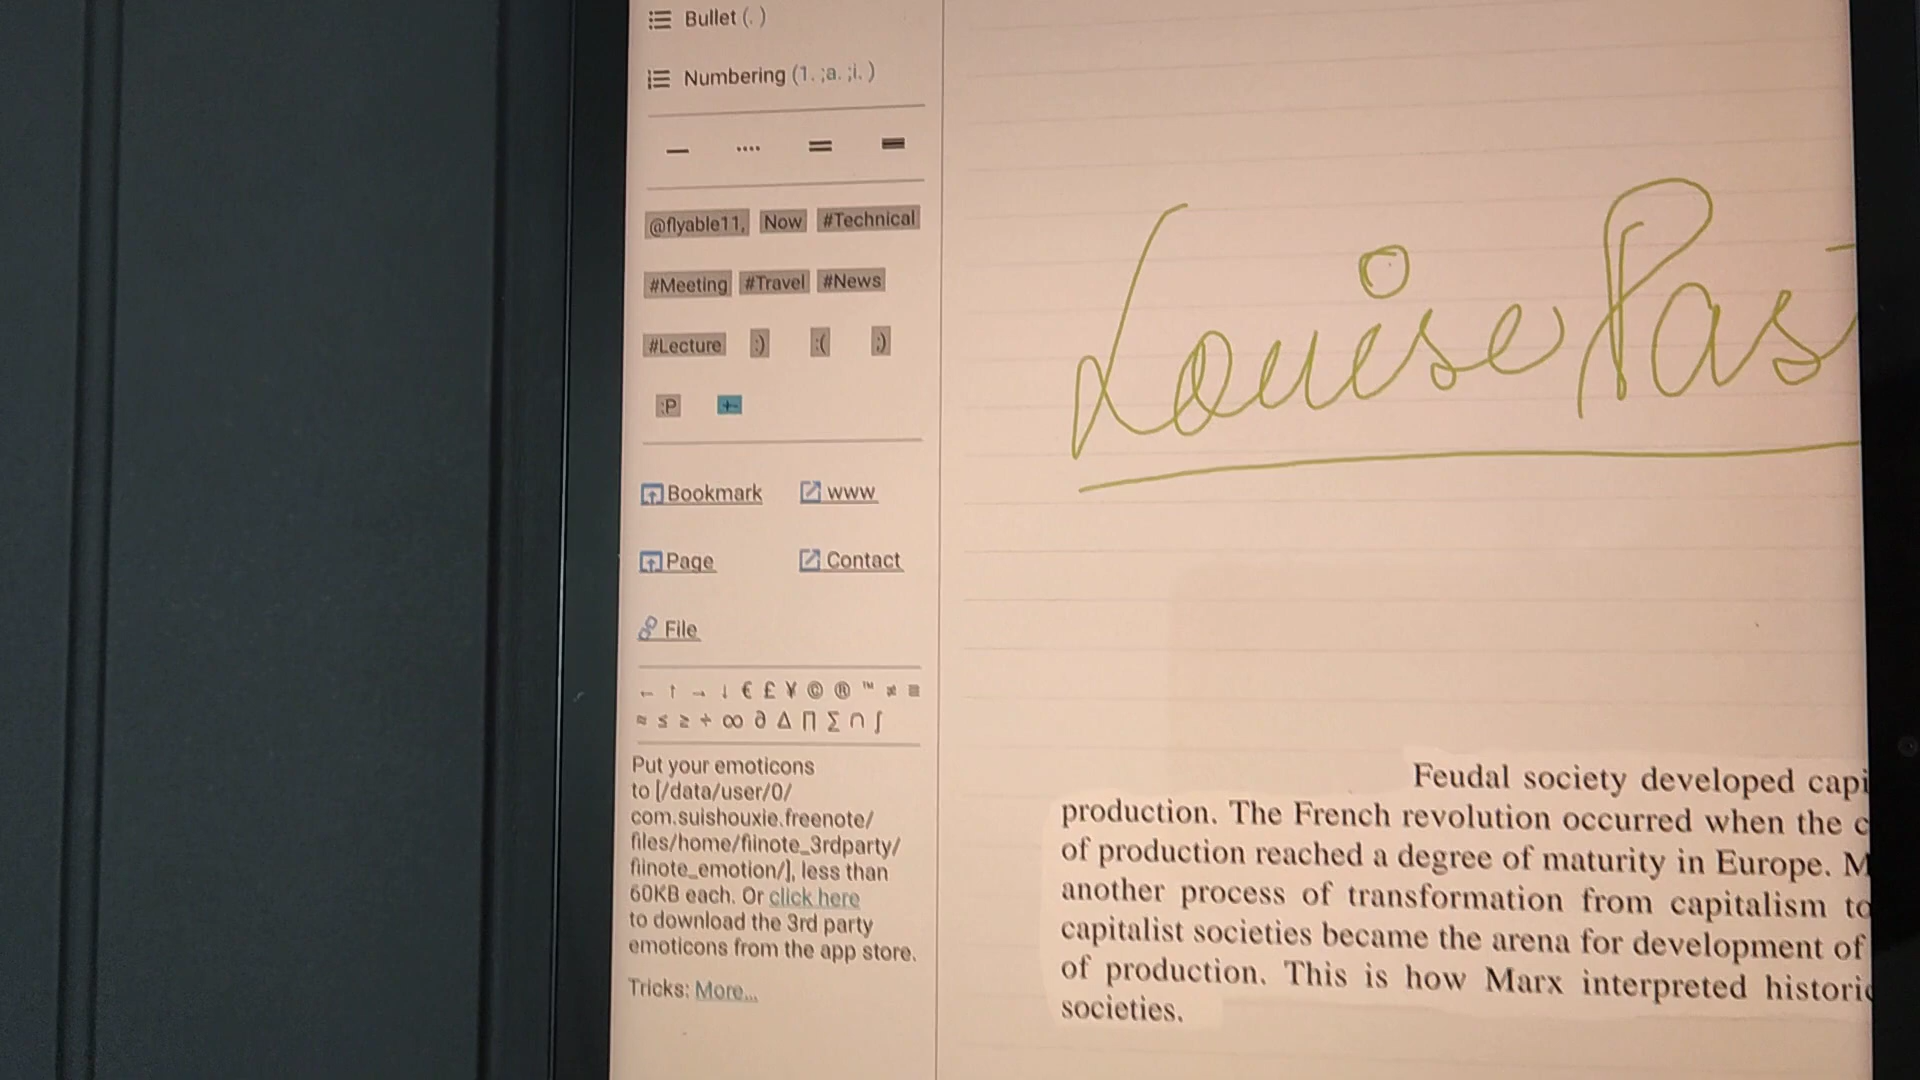 Bullet (. )
Numbering (1. ;a. ;i. )
@flyable11, Now #Technical
#Meeting #Travel #News
#Lecture :) :( ;)
:P +-
Bookmark www
Page Contact
File
← ↑ → ↓ € £ ¥ © ® ™ ≠ ≡
≈ ≤ ≥ ÷ ∞ ∂ Δ ∏ Σ ∩ ∫
Put your emoticons
to [/data/user/0/
com.suishouxie.freenote/
files/home/fiinote_3rdparty/
fiinote_emotion/], less than
60KB each. Or click here
to download the 3rd party
emoticons from the app store.
Tricks: More...
Louise Pas
Feudal society developed capi
production. The French revolution occurred when the c
of production reached a degree of maturity in Europe. M
another process of transformation from capitalism to
capitalist societies became the arena for development of
of production. This is how Marx interpreted historic
societies.